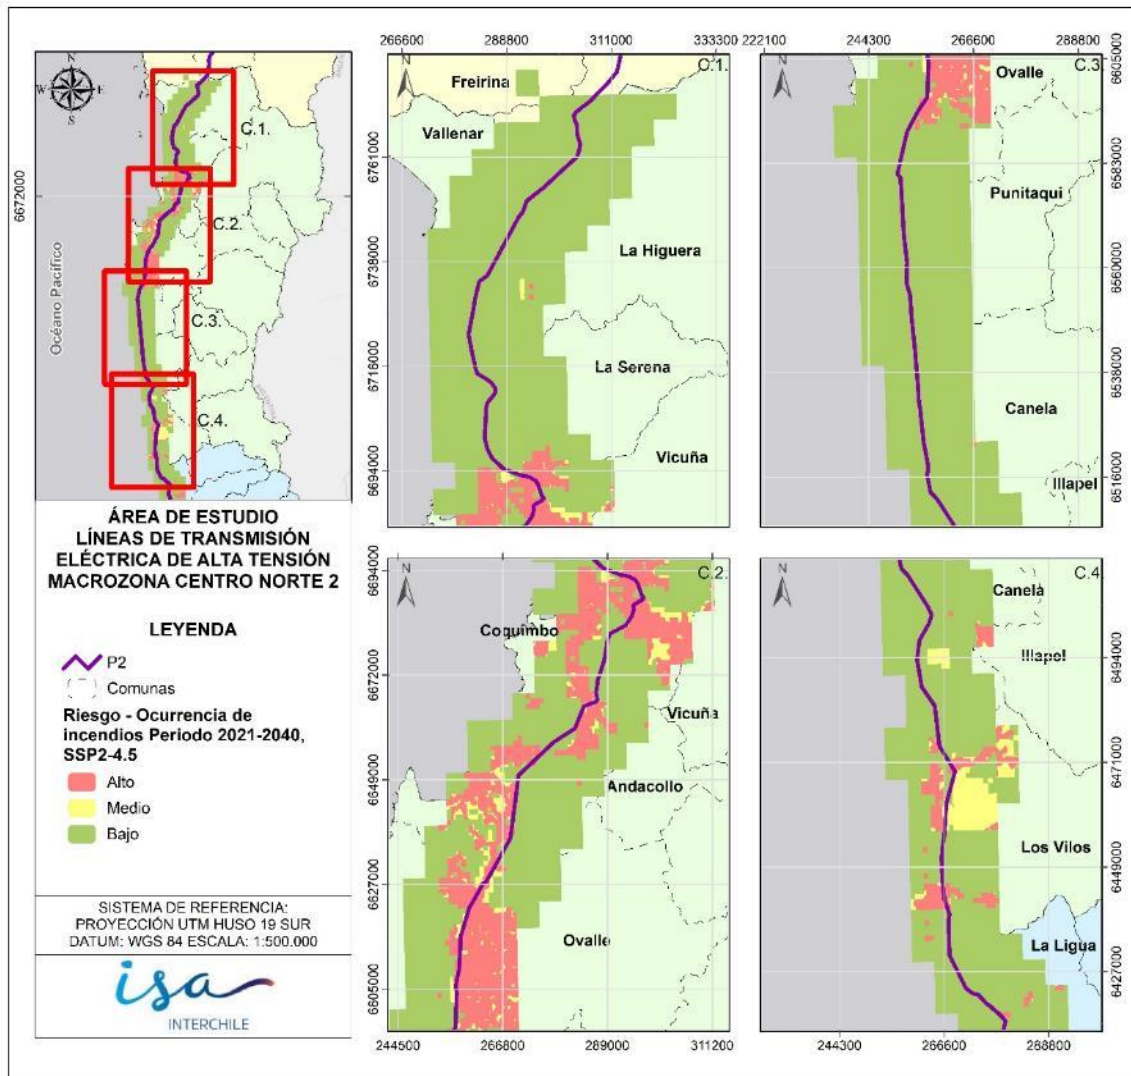 N
W
E
S
C.1.
C.2.
C.3.
C.4.
6672000
Océano Pacífico
ÁREA DE ESTUDIO
LÍNEAS DE TRANSMISIÓN
ELÉCTRICA DE ALTA TENSIÓN
MACROZONA CENTRO NORTE 2
LEYENDA
P2
Comunas
Riesgo - Ocurrencia de
incendios Periodo 2021-2040,
SSP2-4.5
Alto
Medio
Bajo
SISTEMA DE REFERENCIA:
PROYECCIÓN UTM HUSO 19 SUR
DATUM: WGS 84 ESCALA: 1:500.000
isa
INTERCHILE
266600 288800 311000 333300
C.1.
N
Freirina
Vallenar
6761000
La Higuera
6738000
La Serena
6716000
Vicuña
6694000
222100 244300 266600 288800
C.3.
N
6605000
Ovalle
6583000
Punitaqui
6560000
6538000
Canela
6516000
Illapel
C.2.
N
6694000
Coquimbo
6672000
Vicuña
6649000
Andacollo
6627000
Ovalle
6605000
244500 266800 289000 311200
C.4.
N
Canela
Illapel
6494000
6471000
Los Vilos
6449000
La Ligua
6427000
244300 266600 288800